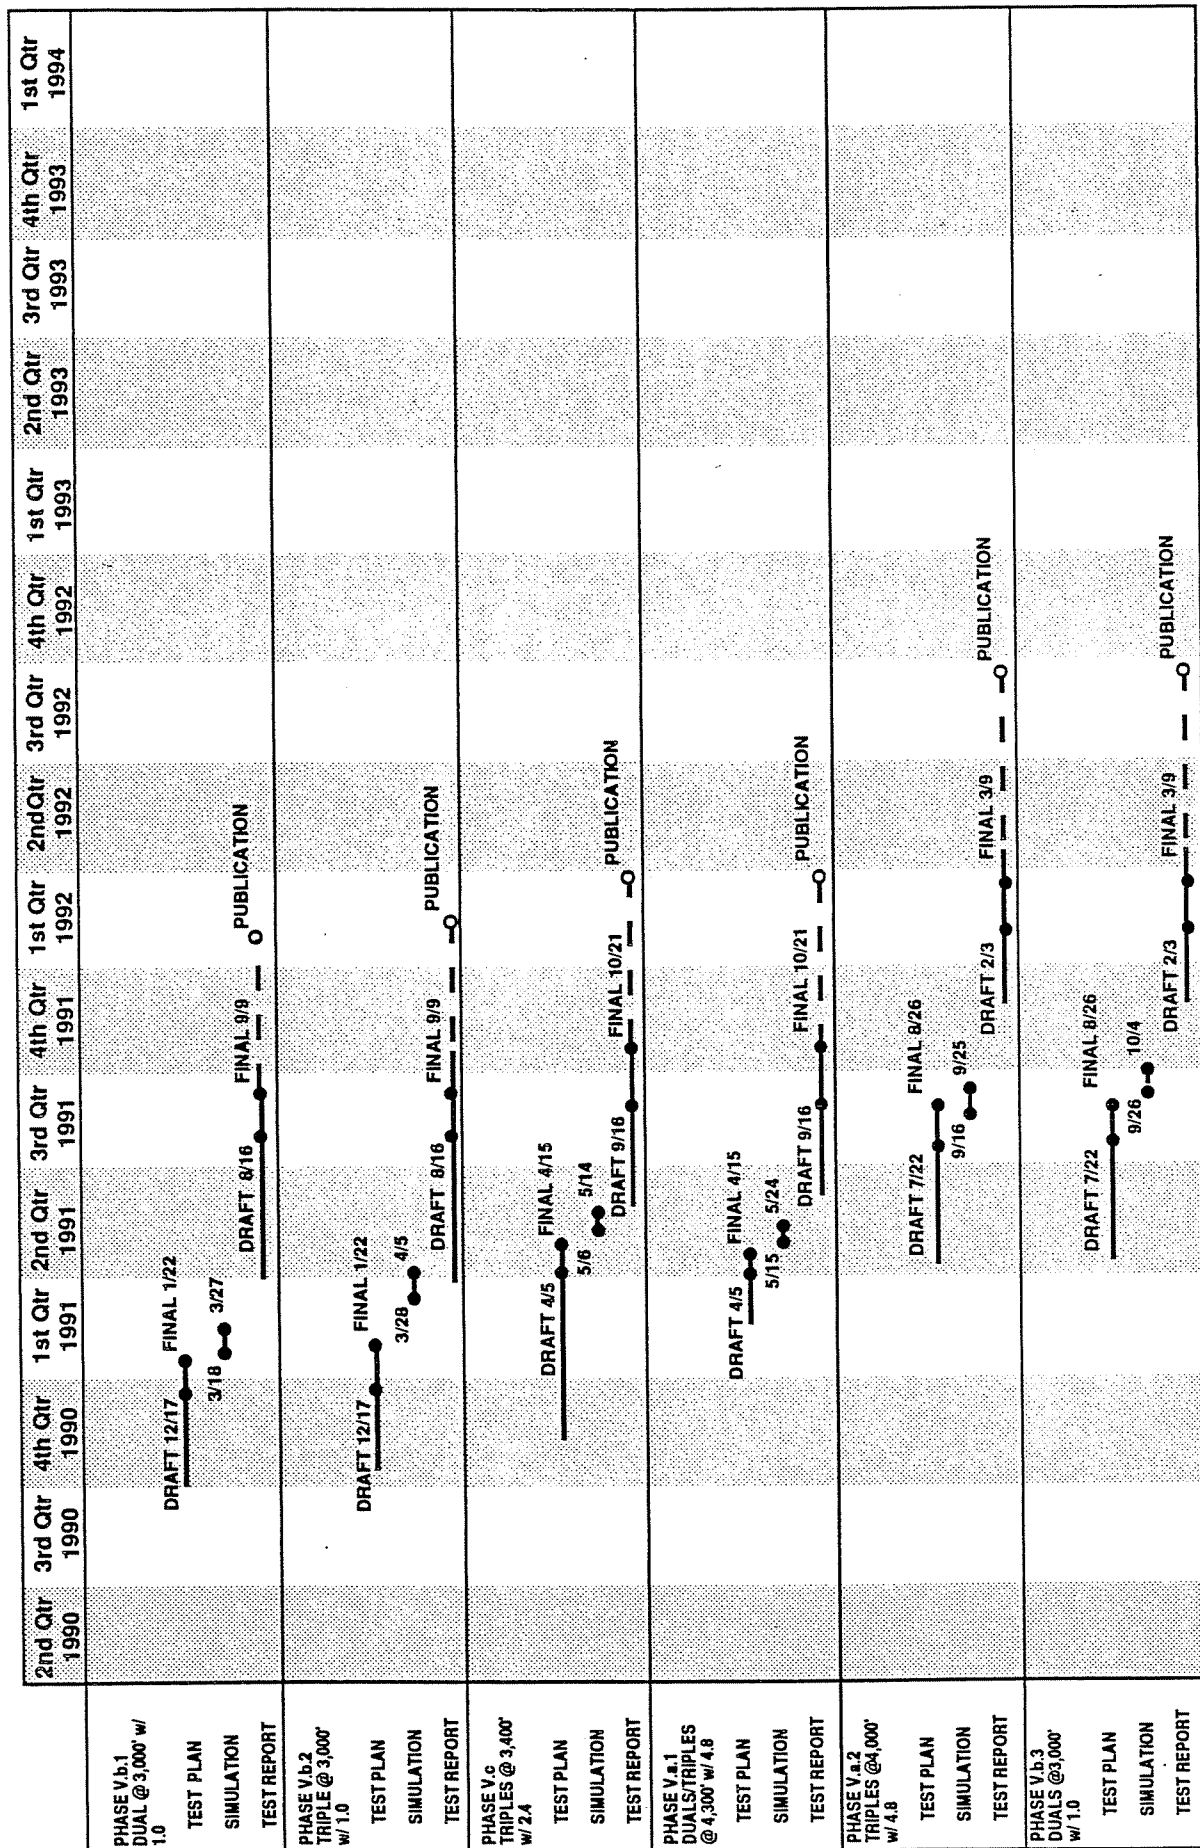 2nd Qtr 3rd Qtr 4th Qtr 1st Qtr 2nd Qtr 3rd Qtr 4th Qtr 1st Qtr 2ndQtr 3rd Qtr 4th Qtr 1st Qtr 2nd Qtr 3rd Qtr 4th Qtr 1st Qtr
1990 1990 1990 1991 1991 1991 1991 1992 1992 1992 1992 1993 1993 1993 1993 1994
PHASE V.b.1
DUAL @ 3,000' w/
1.0
TEST PLAN DRAFT 12/17 FINAL 1/22
SIMULATION 3/18 3/27
TEST REPORT DRAFT 8/16 FINAL 9/9 PUBLICATION
PHASE V.b.2
TRIPLE @ 3,000'
w/ 1.0
TEST PLAN DRAFT 12/17 FINAL 1/22
SIMULATION 3/28 4/5
TEST REPORT DRAFT 8/16 FINAL 9/9 PUBLICATION
PHASE V.c
TRIPLES @ 3,400'
w/ 2.4
TEST PLAN DRAFT 4/5 FINAL 4/15
SIMULATION 5/6 5/14
TEST REPORT DRAFT 9/16 FINAL 10/21 PUBLICATION
PHASE V.a.1
DUALS/TRIPLES
@ 4,300' w/ 4.8
TEST PLAN DRAFT 4/5 FINAL 4/15
SIMULATION 5/15 5/24
TEST REPORT DRAFT 9/16 FINAL 10/21 PUBLICATION
PHASE V.a.2
TRIPLES @4,000'
w/ 4.8
TEST PLAN DRAFT 7/22 FINAL 8/26
SIMULATION 9/16 9/25
TEST REPORT DRAFT 2/3 FINAL 3/9 PUBLICATION
PHASE V.b.3
DUALS @3,000'
w/ 1.0
TEST PLAN DRAFT 7/22 FINAL 8/26
SIMULATION 9/26 10/4
TEST REPORT DRAFT 2/3 FINAL 3/9 PUBLICATION